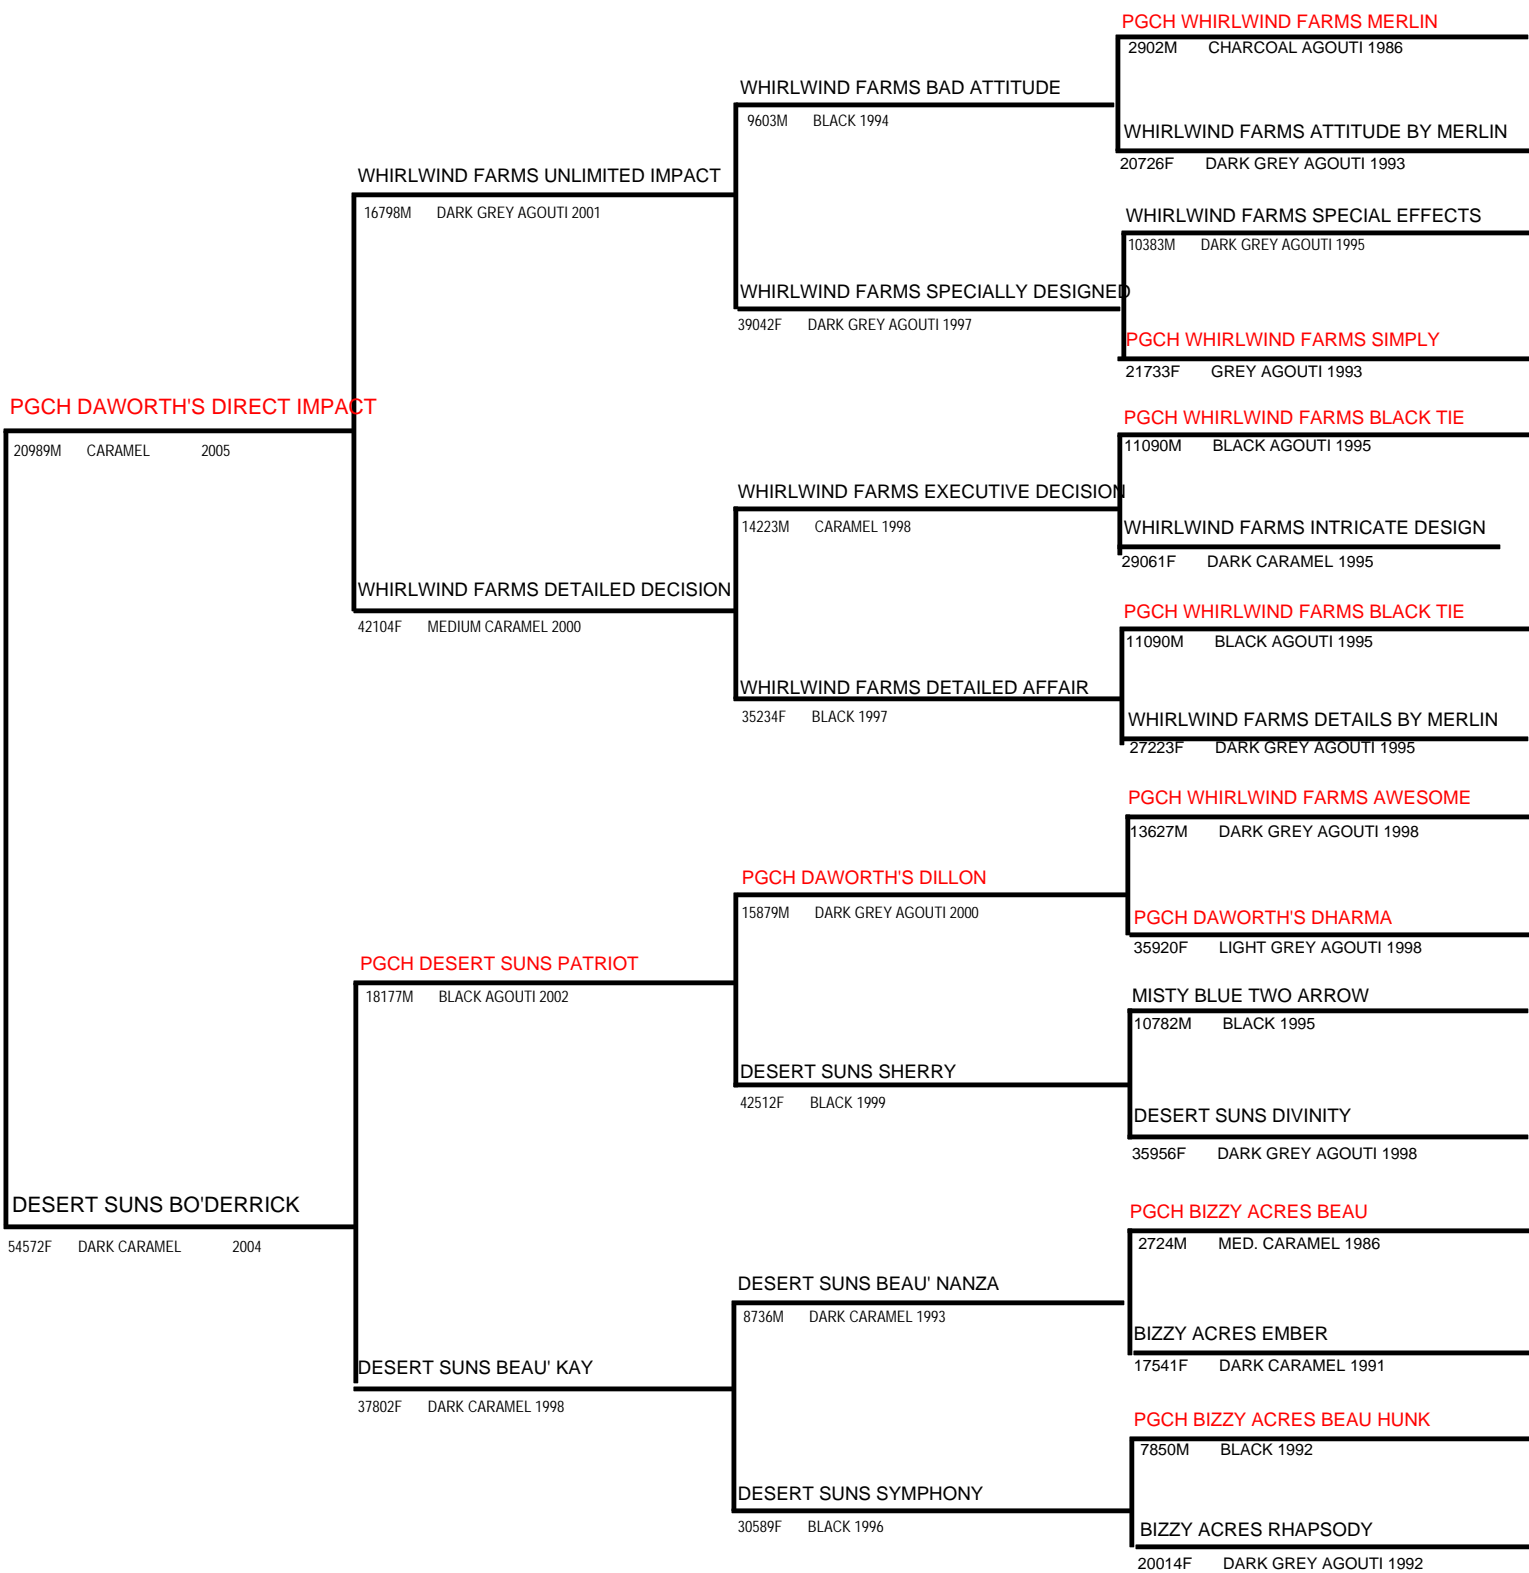 PGCH WHIRLWIND FARMS MERLIN
2902M CHARCOAL AGOUTI 1986
WHIRLWIND FARMS BAD ATTITUDE
9603M BLACK 1994
WHIRLWIND FARMS ATTITUDE BY MERLIN
20726F DARK GREY AGOUTI 1993
WHIRLWIND FARMS UNLIMITED IMPACT
16798M DARK GREY AGOUTI 2001
WHIRLWIND FARMS SPECIAL EFFECTS
10383M DARK GREY AGOUTI 1995
WHIRLWIND FARMS SPECIALLY DESIGNED
39042F DARK GREY AGOUTI 1997
PGCH WHIRLWIND FARMS SIMPLY
21733F GREY AGOUTI 1993
PGCH DAWORTH'S DIRECT IMPACT
20989M CARAMEL 2005
PGCH WHIRLWIND FARMS BLACK TIE
11090M BLACK AGOUTI 1995
WHIRLWIND FARMS EXECUTIVE DECISION
14223M CARAMEL 1998
WHIRLWIND FARMS INTRICATE DESIGN
29061F DARK CARAMEL 1995
WHIRLWIND FARMS DETAILED DECISION
42104F MEDIUM CARAMEL 2000
PGCH WHIRLWIND FARMS BLACK TIE
11090M BLACK AGOUTI 1995
WHIRLWIND FARMS DETAILED AFFAIR
35234F BLACK 1997
WHIRLWIND FARMS DETAILS BY MERLIN
27223F DARK GREY AGOUTI 1995
PGCH WHIRLWIND FARMS AWESOME
13627M DARK GREY AGOUTI 1998
PGCH DAWORTH'S DILLON
15879M DARK GREY AGOUTI 2000
PGCH DAWORTH'S DHARMA
35920F LIGHT GREY AGOUTI 1998
PGCH DESERT SUNS PATRIOT
18177M BLACK AGOUTI 2002
MISTY BLUE TWO ARROW
10782M BLACK 1995
DESERT SUNS SHERRY
42512F BLACK 1999
DESERT SUNS DIVINITY
35956F DARK GREY AGOUTI 1998
DESERT SUNS BO'DERRICK
54572F DARK CARAMEL 2004
PGCH BIZZY ACRES BEAU
2724M MED. CARAMEL 1986
DESERT SUNS BEAU' NANZA
8736M DARK CARAMEL 1993
BIZZY ACRES EMBER
17541F DARK CARAMEL 1991
DESERT SUNS BEAU' KAY
37802F DARK CARAMEL 1998
PGCH BIZZY ACRES BEAU HUNK
7850M BLACK 1992
DESERT SUNS SYMPHONY
30589F BLACK 1996
BIZZY ACRES RHAPSODY
20014F DARK GREY AGOUTI 1992